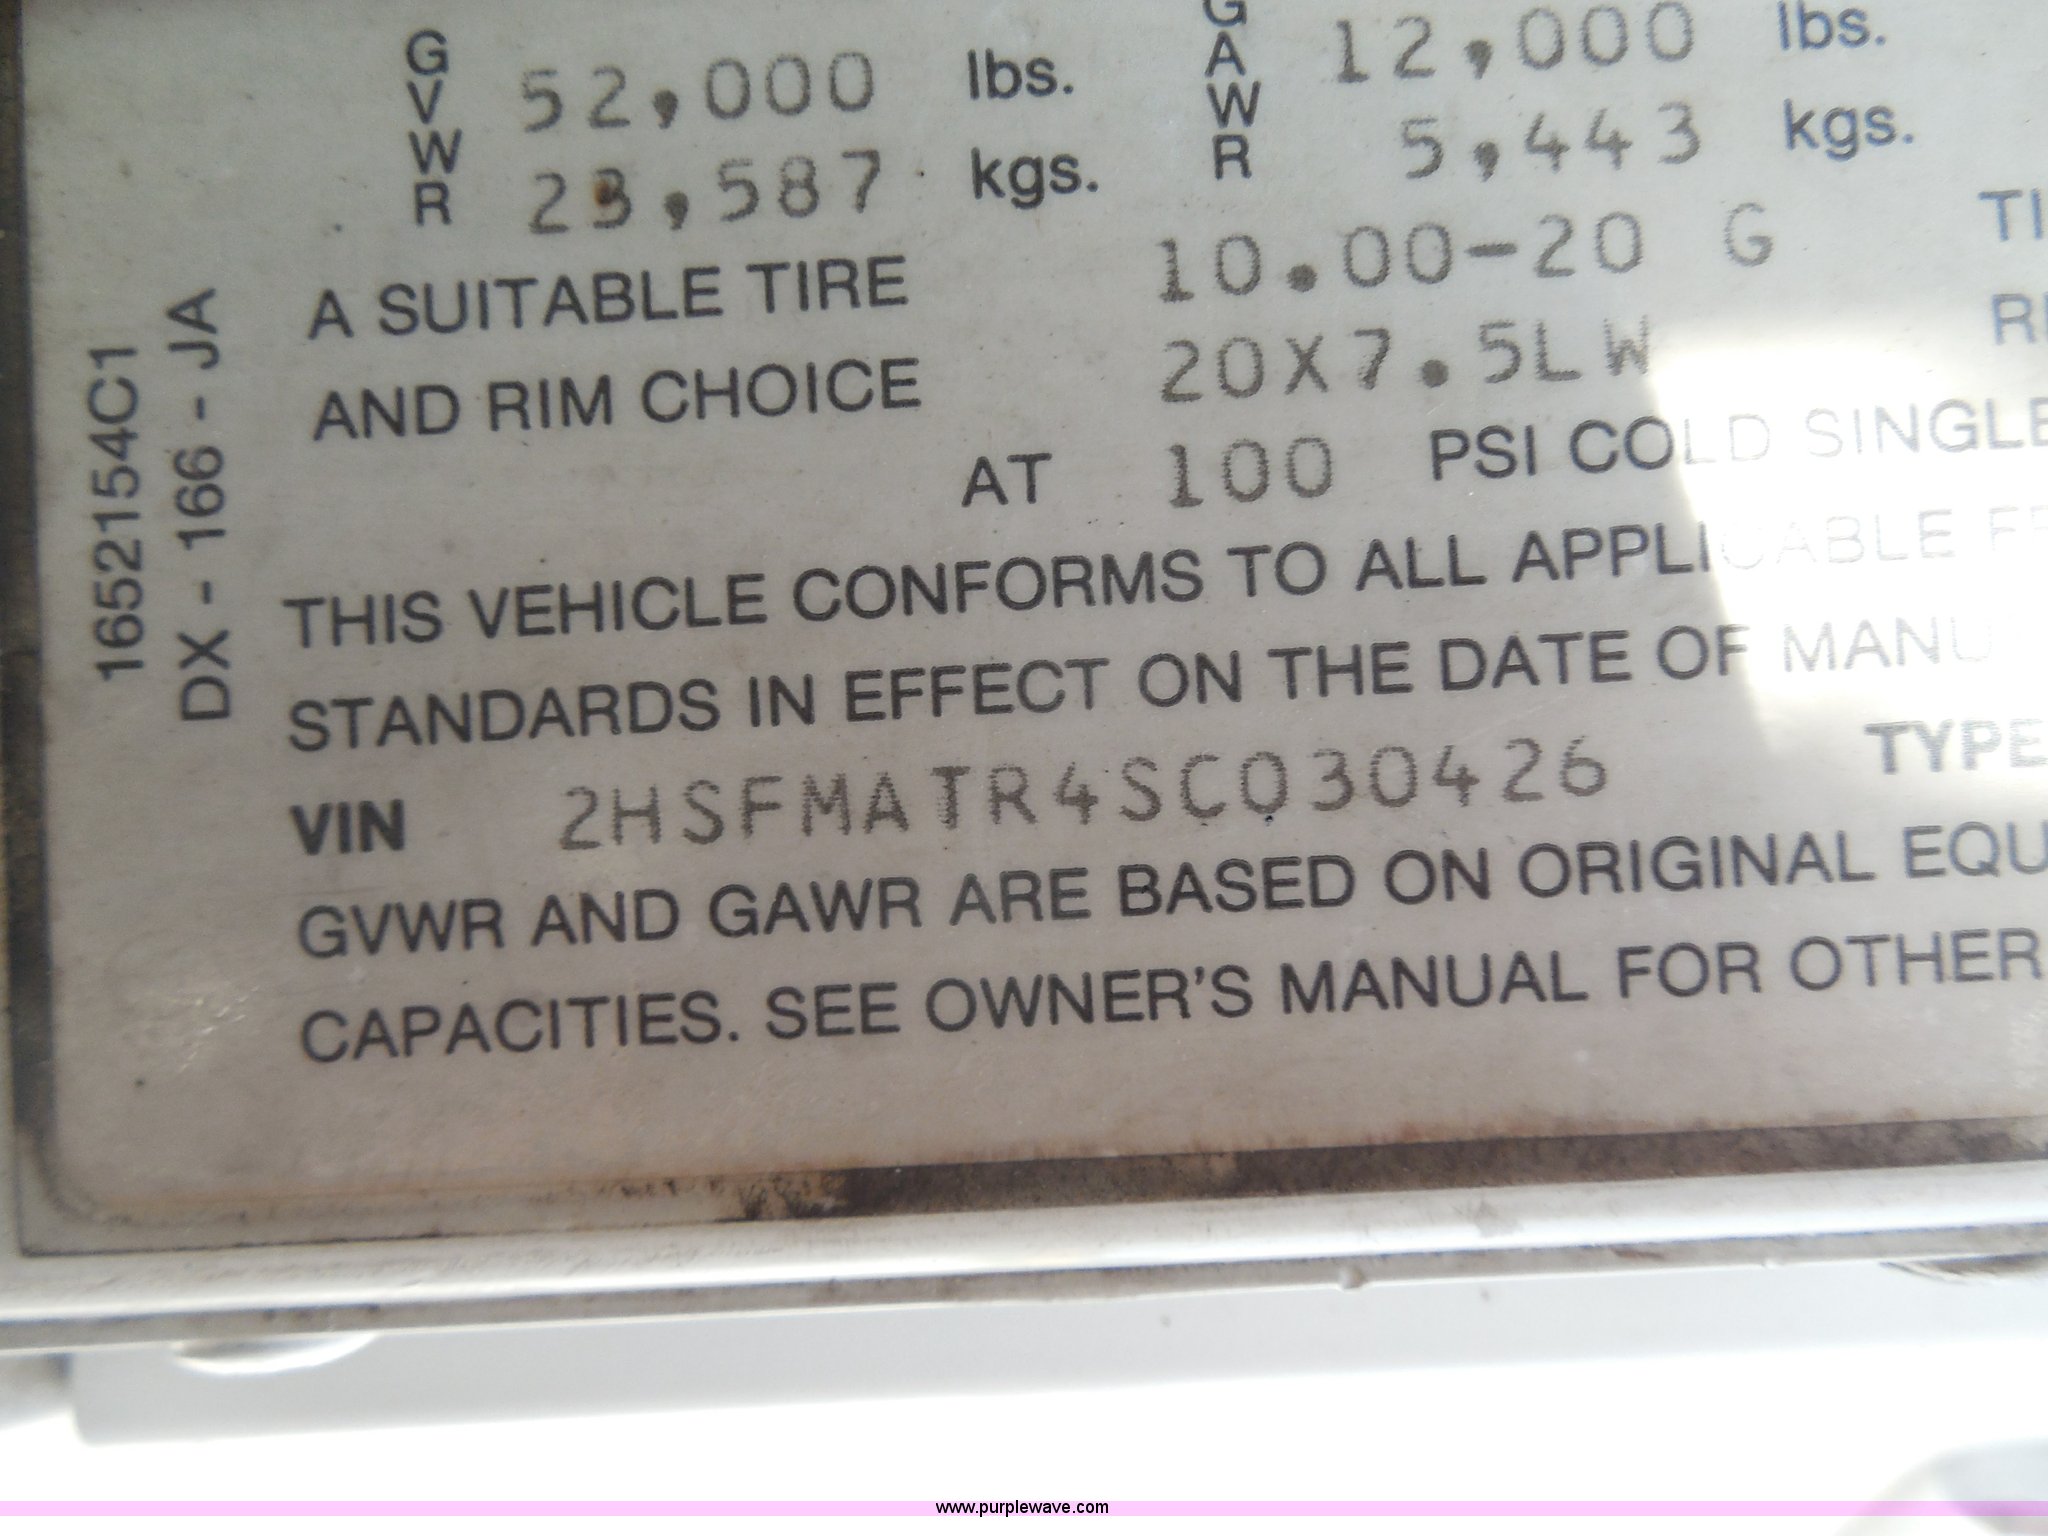 GVWR 52,000 lbs. GAWR 12,000 lbs.
23,587 kgs. 5,443 kgs.
A SUITABLE TIRE 10.00-20 G
AND RIM CHOICE 20X7.5LW
AT 100 PSI COLD SINGLE
THIS VEHICLE CONFORMS TO ALL APPLICABLE
STANDARDS IN EFFECT ON THE DATE OF MANU
VIN 2HSFMATR4SC030426 TYPE
GVWR AND GAWR ARE BASED ON ORIGINAL EQU
CAPACITIES. SEE OWNER'S MANUAL FOR OTHER
1652154C1
DX - 166 - JA
www.purplewave.com